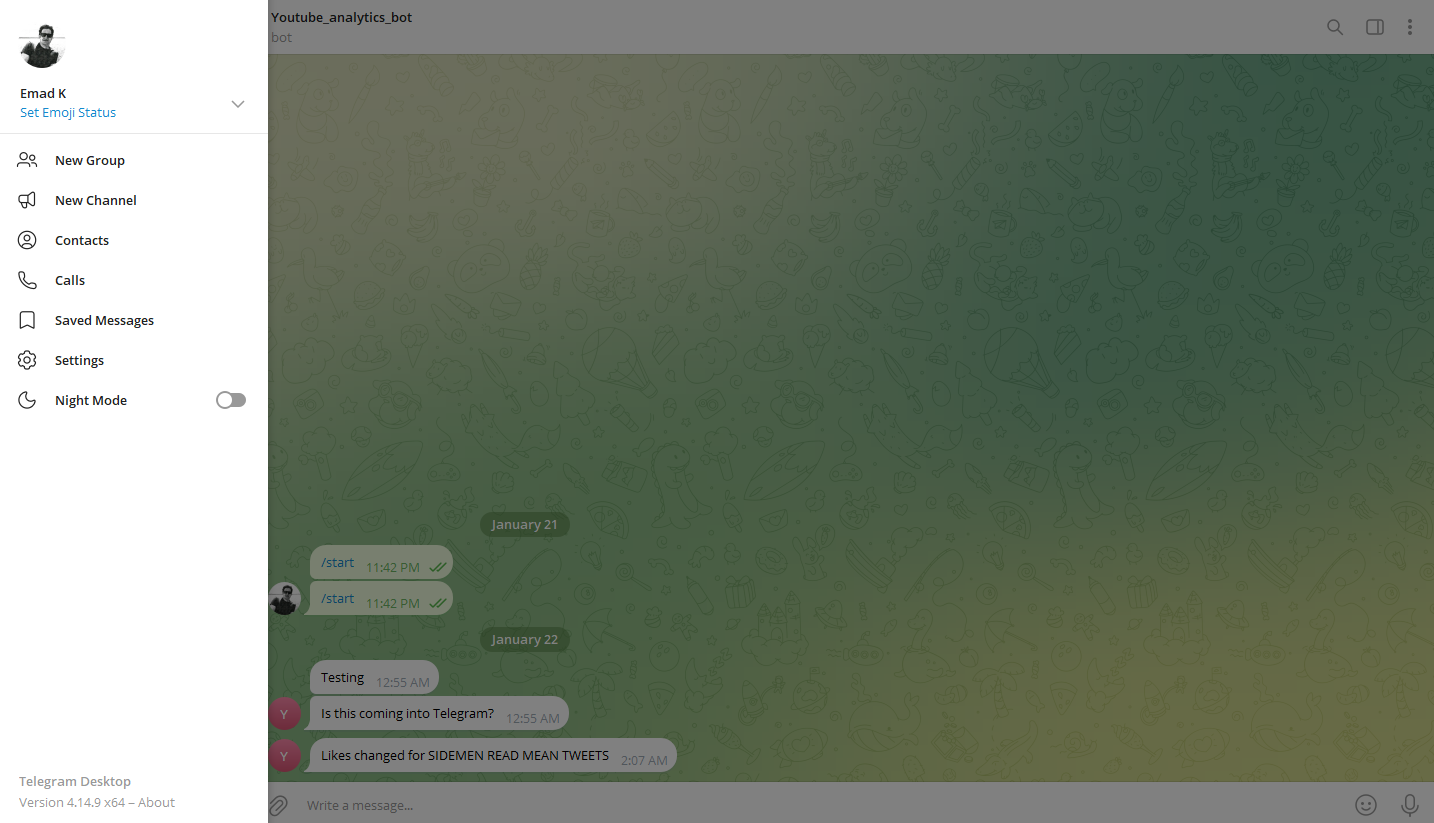 Emad K
Set Emoji Status
New Group
New Channel
Contacts
Calls
Saved Messages
Settings
Night Mode
Telegram Desktop
Version 4.14.9 x64 – About
Youtube_analytics_bot
bot
January 21
/start 11:42 PM
/start 11:42 PM
January 22
Testing 12:55 AM
Y
Is this coming into Telegram? 12:55 AM
Y
Likes changed for SIDEMEN READ MEAN TWEETS 2:07 AM
Write a message...